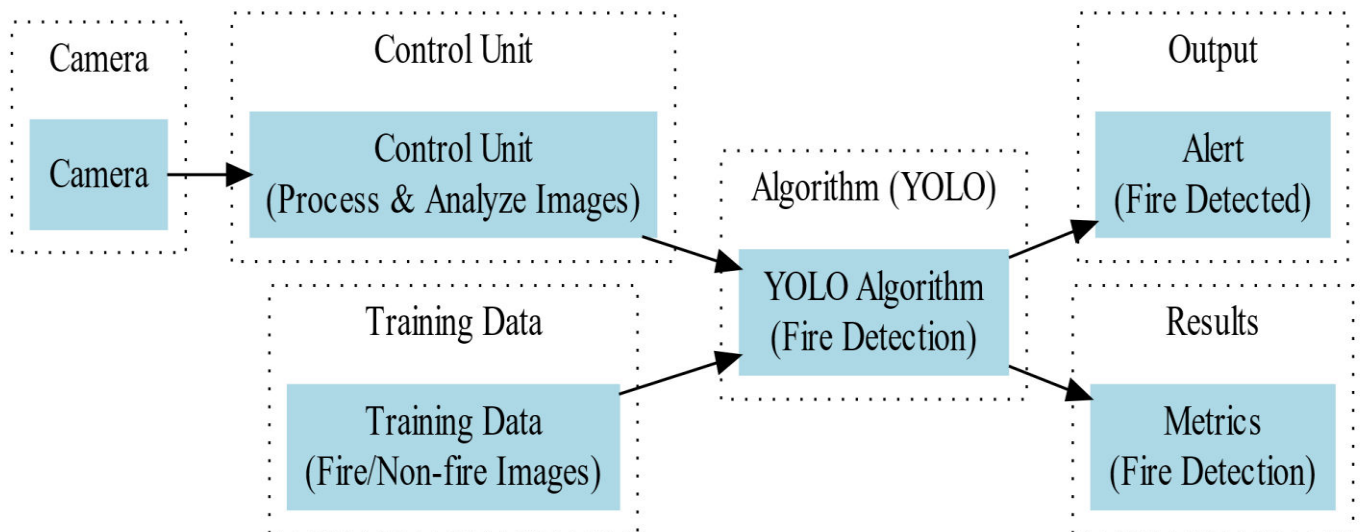 Camera
Camera
Control Unit
Control Unit
(Process & Analyze Images)
Training Data
Training Data
(Fire/Non-fire Images)
Algorithm (YOLO)
YOLO Algorithm
(Fire Detection)
Output
Alert
(Fire Detected)
Results
Metrics
(Fire Detection)